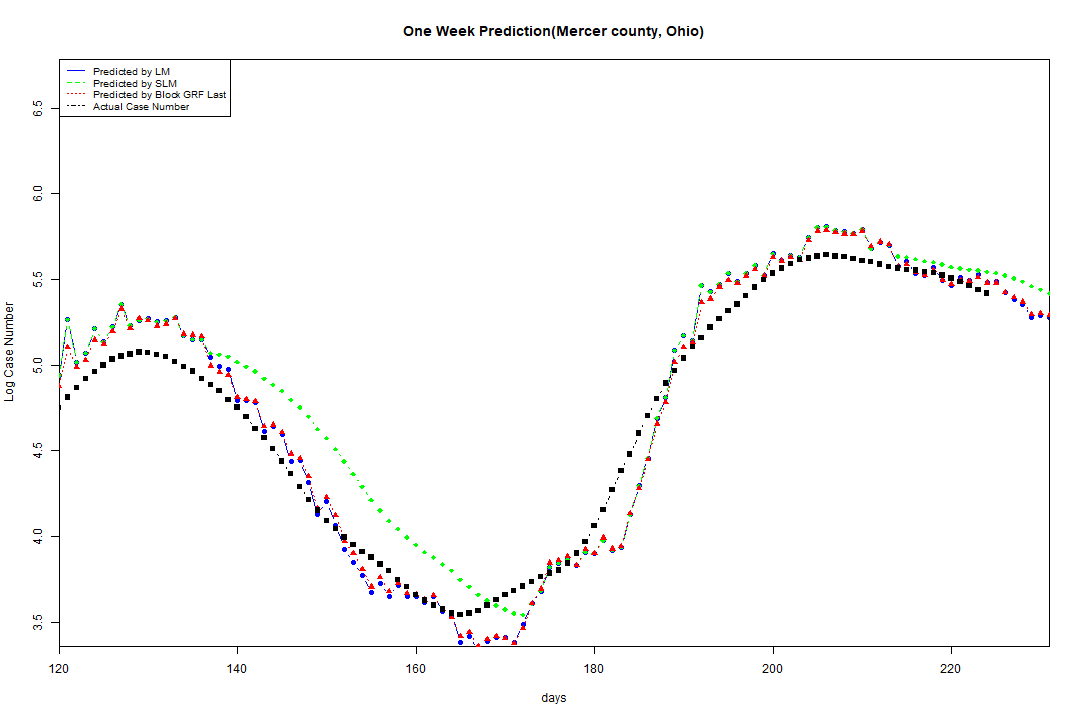 One Week Prediction(Mercer county, Ohio)
Predicted by LM
Predicted by SLM
Predicted by Block GRF Last
Actual Case Number
Log Case Number
6.5
6.0
5.5
5.0
4.5
4.0
3.5
120 140 160 180 200 220
days